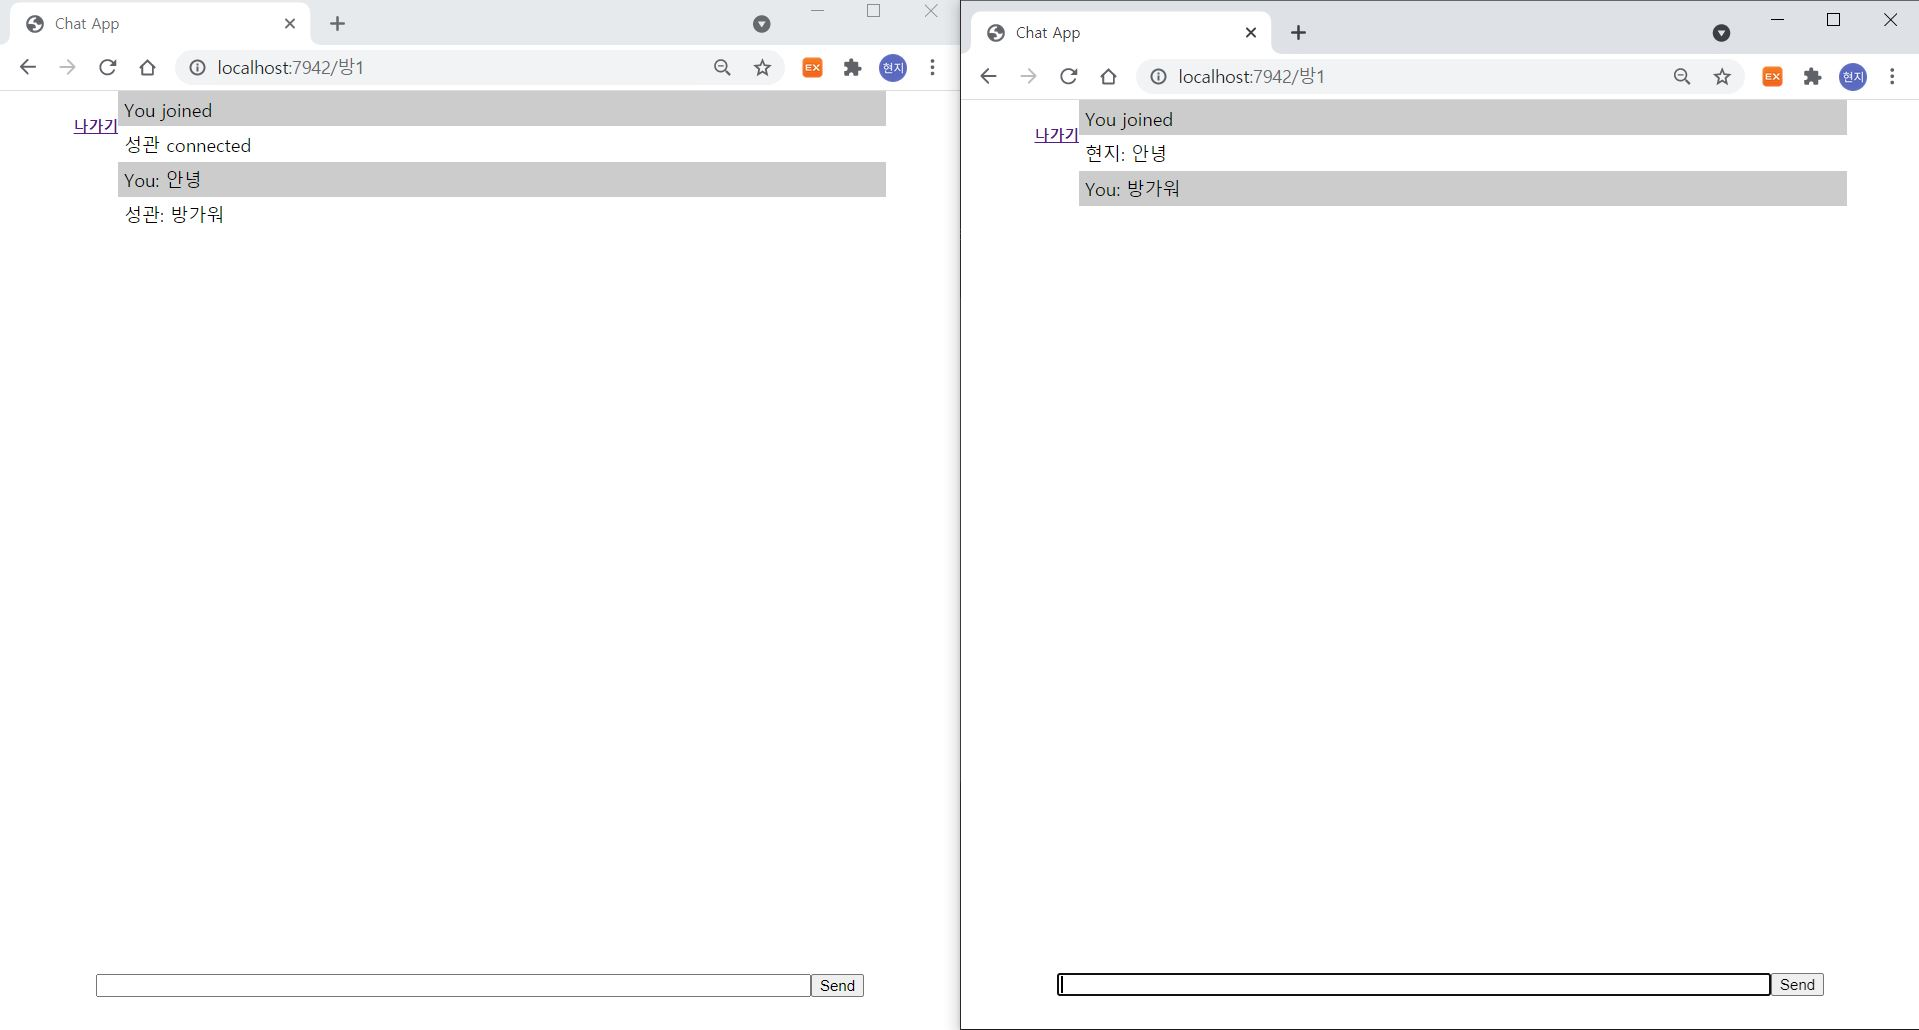 Chat App
localhost:7942/방1
EX
현지
나가기
You joined
성관 connected
You: 안녕
성관: 방가워
Send
Chat App
localhost:7942/방1
EX
현지
나가기
You joined
현지: 안녕
You: 방가워
Send